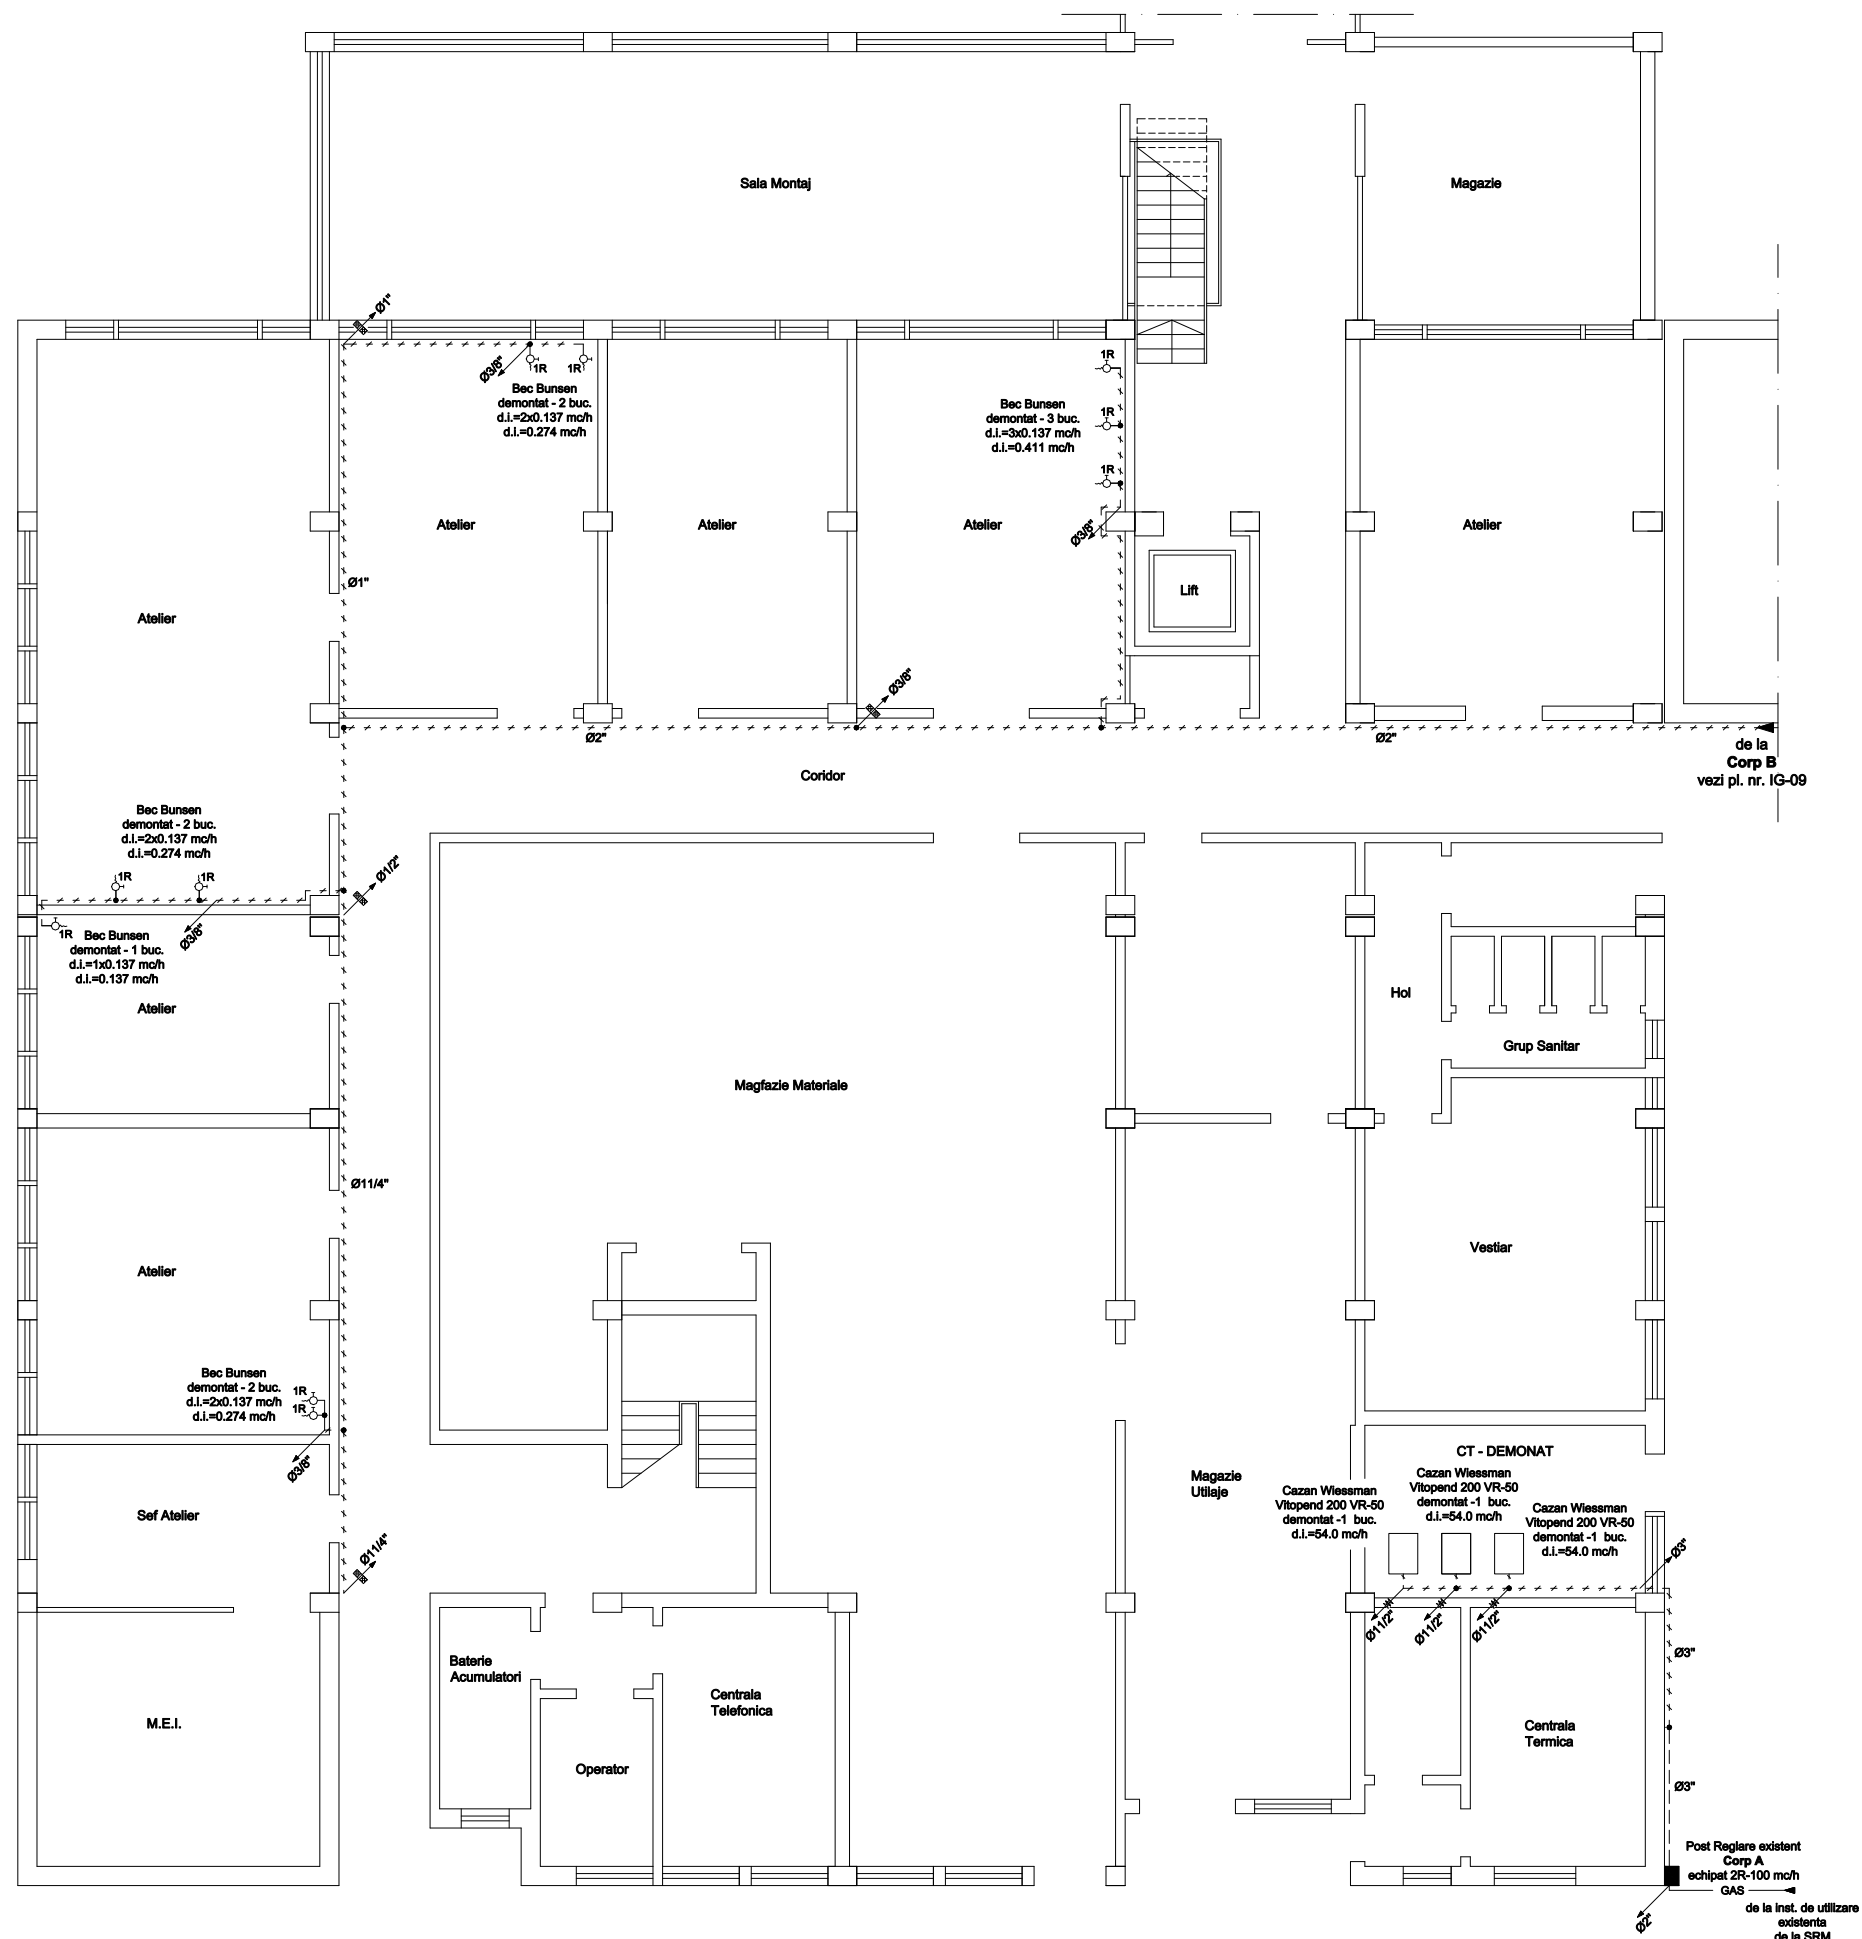 Sala Montaj
Magazie
Ø1"
Ø3/8"
1R
1R
Bec Bunsen
demontat - 2 buc.
d.i.=2x0.137 mc/h
d.i.=0.274 mc/h
1R
1R
1R
Bec Bunsen
demontat - 3 buc.
d.i.=3x0.137 mc/h
d.i.=0.411 mc/h
Ø3/8"
Atelier
Atelier
Atelier
Atelier
Ø1"
Lift
Atelier
Ø3/8"
Ø2"
Ø2"
de la
Corp B
vezi pl. nr. IG-09
Coridor
Bec Bunsen
demontat - 2 buc.
d.i.=2x0.137 mc/h
d.i.=0.274 mc/h
1R
1R
Ø1/2"
1R
Ø3/8"
Bec Bunsen
demontat - 1 buc.
d.i.=1x0.137 mc/h
d.i.=0.137 mc/h
Atelier
Hol
Grup Sanitar
Magfazie Materiale
Ø11/4"
Atelier
Vestiar
Bec Bunsen
demontat - 2 buc.
d.i.=2x0.137 mc/h
d.i.=0.274 mc/h
1R
1R
Ø3/8"
Sef Atelier
Ø11/4"
Magazie
Utilaje
CT - DEMONAT
Cazan Wiessman
Vitopend 200 VR-50
demontat -1 buc.
d.i.=54.0 mc/h
Cazan Wiessman
Vitopend 200 VR-50
demontat -1 buc.
d.i.=54.0 mc/h
Cazan Wiessman
Vitopend 200 VR-50
demontat -1 buc.
d.i.=54.0 mc/h
Ø3"
Ø11/2"
Ø11/2"
Ø11/2"
Ø3"
Baterie
Acumulatori
Centrala
Telefonica
M.E.I.
Centrala
Termica
Operator
Ø3"
Post Reglare existent
Corp A
echipat 2R-100 mc/h
GAS
Ø2"
de la inst. de utilizare
existenta
de la SRM